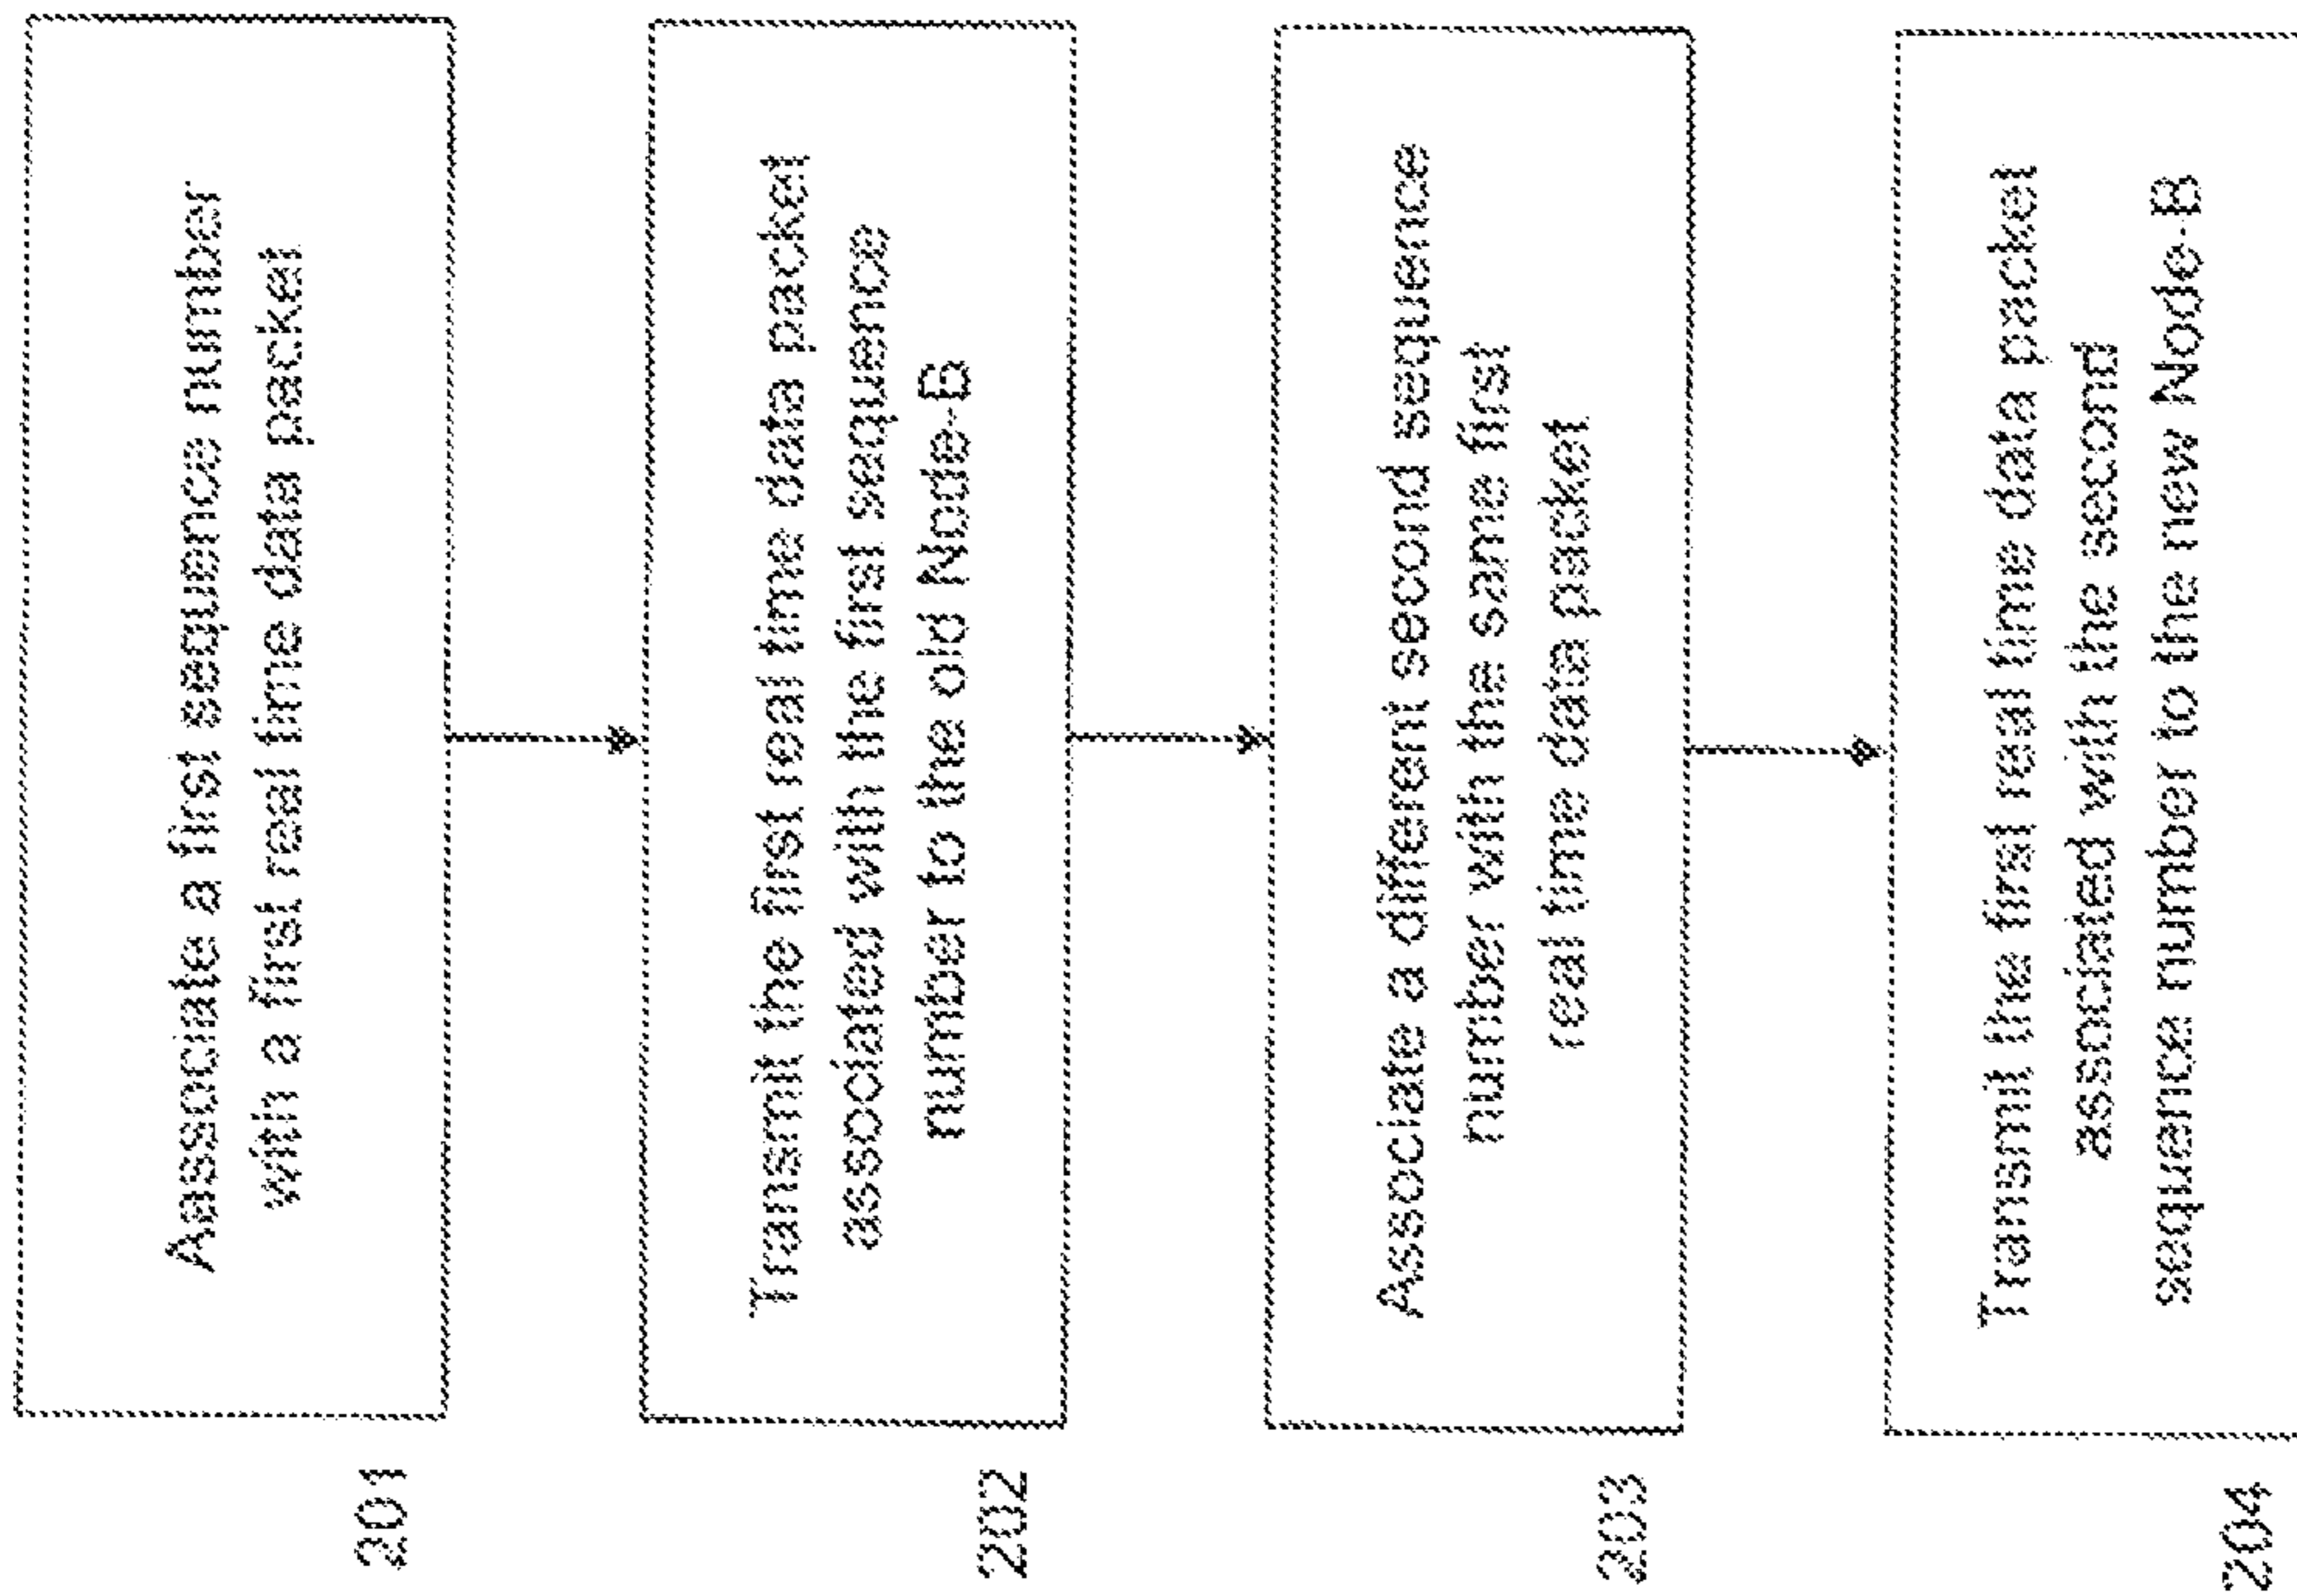 201
Aassociate a first sequence number
with a first real time data packet
202
Transmit the first real time data packet
associated with the first sequence
number to the old Node-B
203
Associate a different second sequence
number with the same first
real time data packet
204
Transmit the first real time data packet
associated with the second
sequence number to the new Node-B